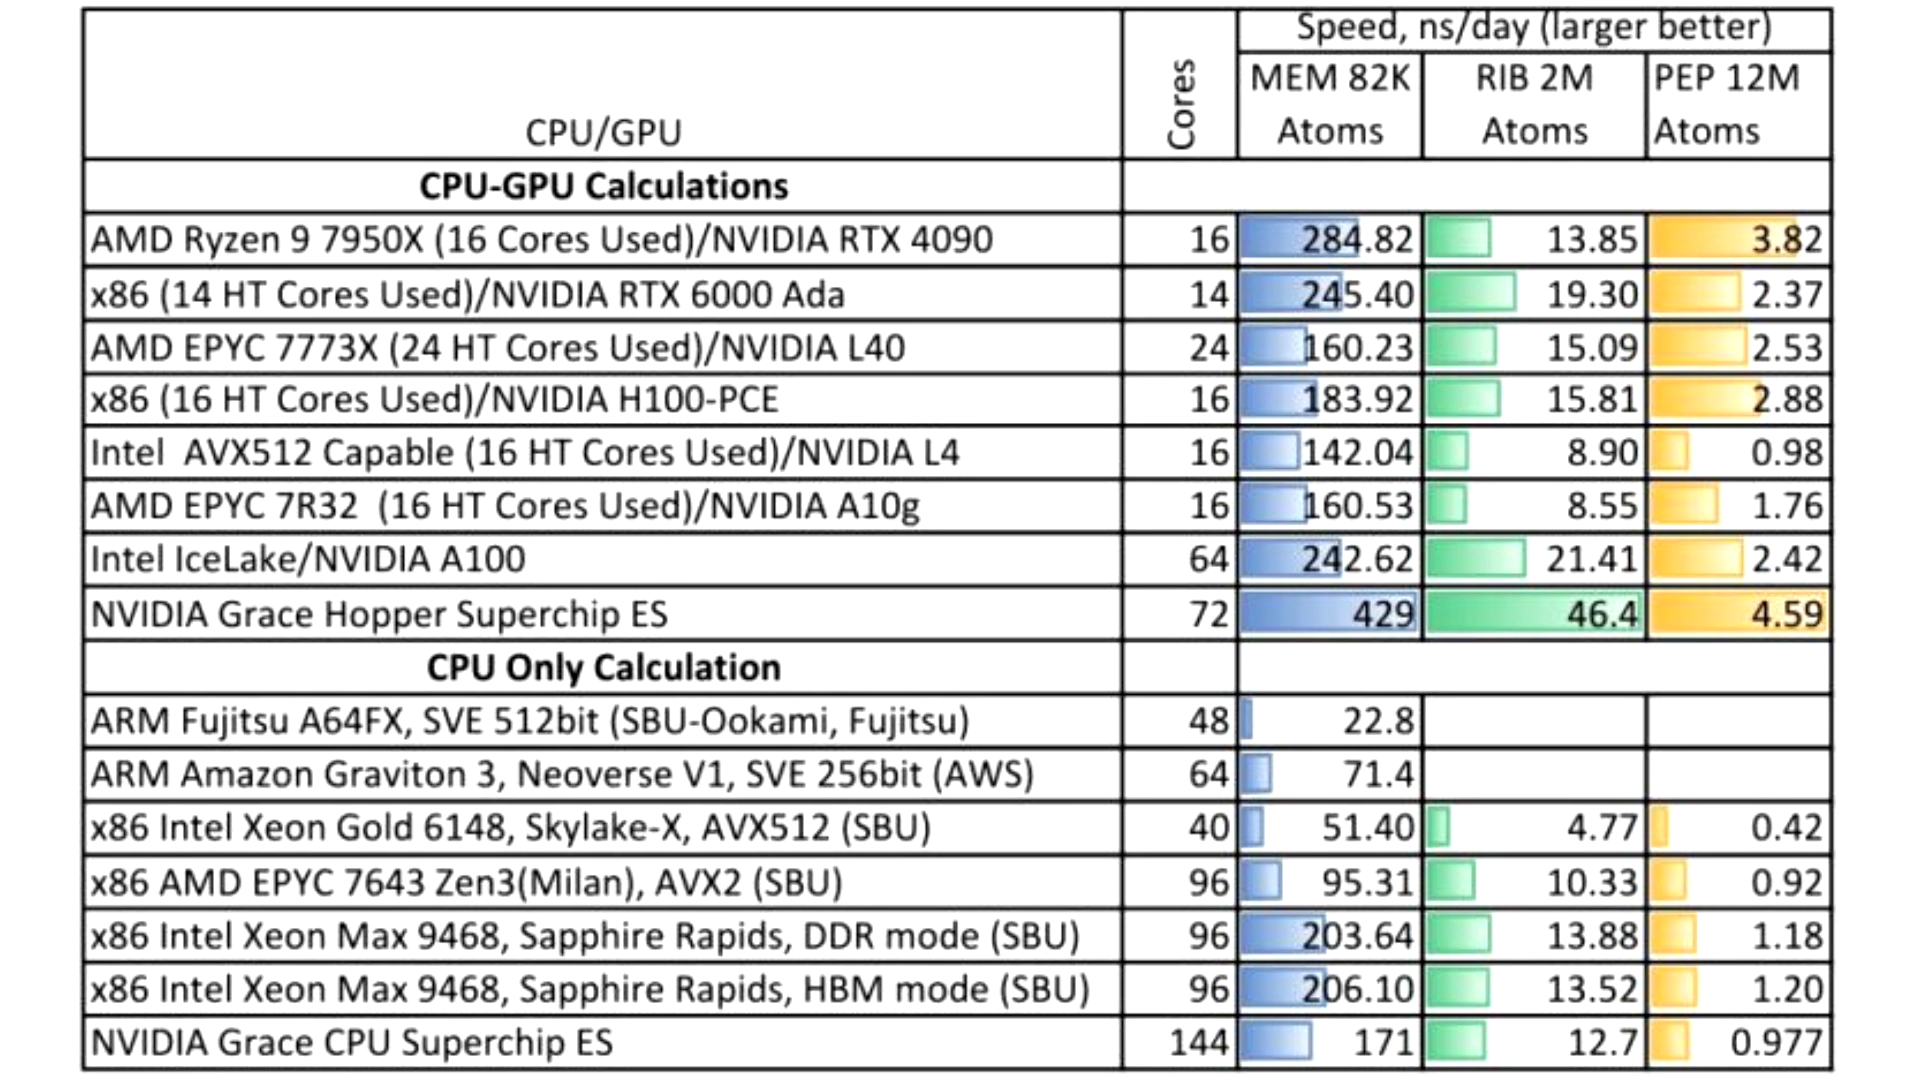 Speed, ns/day (larger better)
CPU/GPU Cores MEM 82K Atoms RIB 2M Atoms PEP 12M Atoms
CPU-GPU Calculations
AMD Ryzen 9 7950X (16 Cores Used)/NVIDIA RTX 4090 16 284.82 13.85 3.82
x86 (14 HT Cores Used)/NVIDIA RTX 6000 Ada 14 245.40 19.30 2.37
AMD EPYC 7773X (24 HT Cores Used)/NVIDIA L40 24 160.23 15.09 2.53
x86 (16 HT Cores Used)/NVIDIA H100-PCE 16 183.92 15.81 2.88
Intel  AVX512 Capable (16 HT Cores Used)/NVIDIA L4 16 142.04 8.90 0.98
AMD EPYC 7R32  (16 HT Cores Used)/NVIDIA A10g 16 160.53 8.55 1.76
Intel IceLake/NVIDIA A100 64 242.62 21.41 2.42
NVIDIA Grace Hopper Superchip ES 72 429 46.4 4.59
CPU Only Calculation
ARM Fujitsu A64FX, SVE 512bit (SBU-Ookami, Fujitsu) 48 22.8
ARM Amazon Graviton 3, Neoverse V1, SVE 256bit (AWS) 64 71.4
x86 Intel Xeon Gold 6148, Skylake-X, AVX512 (SBU) 40 51.40 4.77 0.42
x86 AMD EPYC 7643 Zen3(Milan), AVX2 (SBU) 96 95.31 10.33 0.92
x86 Intel Xeon Max 9468, Sapphire Rapids, DDR mode (SBU) 96 203.64 13.88 1.18
x86 Intel Xeon Max 9468, Sapphire Rapids, HBM mode (SBU) 96 206.10 13.52 1.20
NVIDIA Grace CPU Superchip ES 144 171 12.7 0.977